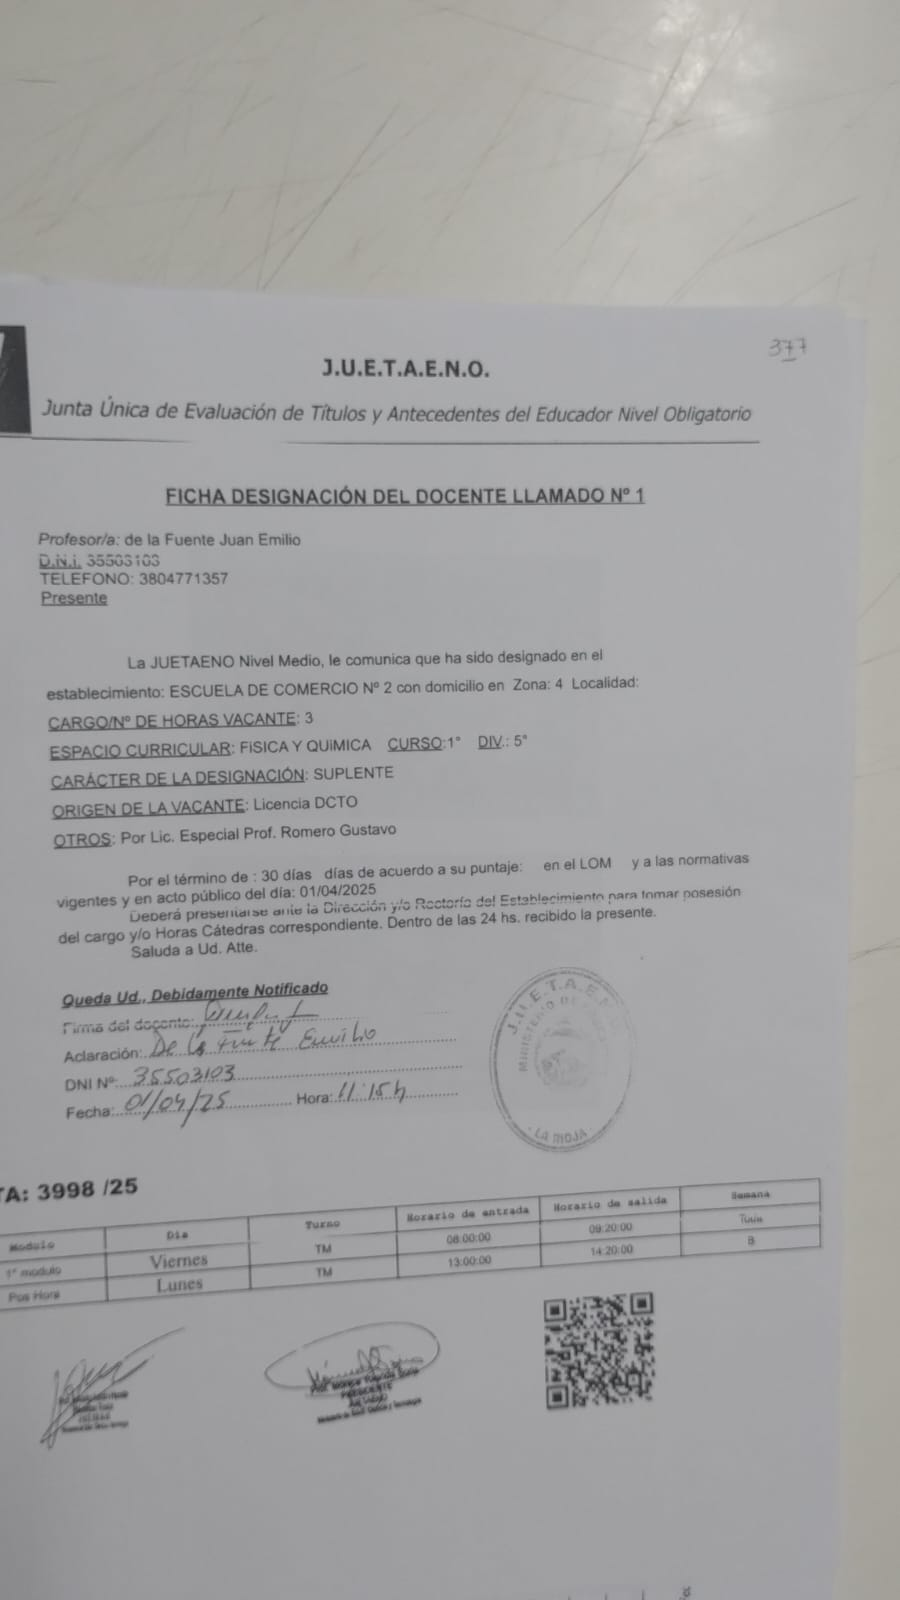 377
J.U.E.T.A.E.N.O.
Junta Única de Evaluación de Títulos y Antecedentes del Educador Nivel Obligatorio
FICHA DESIGNACIÓN DEL DOCENTE LLAMADO Nº 1
Profesor/a: de la Fuente Juan Emilio
D.N.I. 35503103
TELEFONO: 3804771357
Presente
La JUETAENO Nivel Medio, le comunica que ha sido designado en el
establecimiento: ESCUELA DE COMERCIO Nº 2 con domicilio en Zona: 4 Localidad:
CARGO/Nº DE HORAS VACANTE: 3
ESPACIO CURRICULAR: FíSICA Y QUíMICA CURSO:1° DIV.: 5°
CARÁCTER DE LA DESIGNACIÓN: SUPLENTE
ORIGEN DE LA VACANTE: Licencia DCTO
OTROS: Por Lic. Especial Prof. Romero Gustavo
Por el término de : 30 días días de acuerdo a su puntaje: en el LOM y a las normativas
vigentes y en acto público del día: 01/04/2025
Deberá presentarse ante la Dirección y/o Rectoría del Establecimiento para tomar posesión
del cargo y/o Horas Cátedras correspondiente. Dentro de las 24 hs. recibido la presente.
Saluda a Ud. Atte.
Queda Ud., Debidamente Notificado
Firma del docente:
Aclaración: De la Fuente Emilio
DNI Nº 35503103
Fecha: 01/04/25 Hora: 11:15 h
J.U.E.T.A.E.
MINISTERIO DE
LA RIOJA
TA: 3998 /25
Modulo Dia Turno Horario de entrada Horario de salida Semana
1° modulo Viernes TM 08:00:00 09:20:00
Pos Hora Lunes TM 13:00:00 14:20:00 B
PRESIDENTE